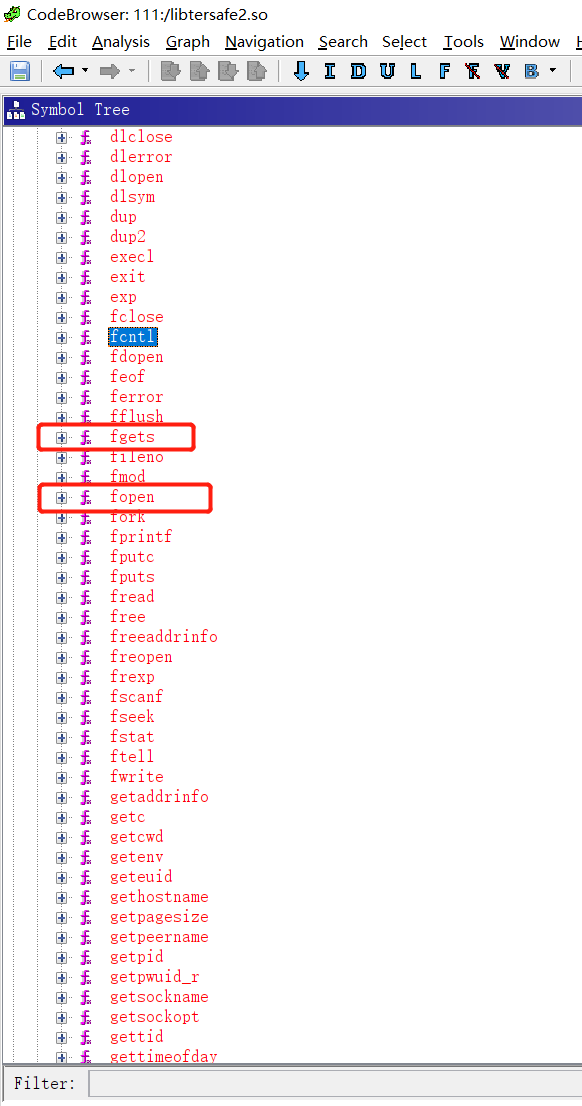 CodeBrowser: 111:/libtersafe2.so
File Edit Analysis Graph Navigation Search Select Tools Window H
I D U L F B
Symbol Tree
dlclose
dlerror
dlopen
dlsym
dup
dup2
execl
exit
exp
fclose
fcntl
fdopen
feof
ferror
fflush
fgets
fileno
fmod
fopen
fork
fprintf
fputc
fputs
fread
free
freeaddrinfo
freopen
frexp
fscanf
fseek
fstat
ftell
fwrite
getaddrinfo
getc
getcwd
getenv
geteuid
gethostname
getpagesize
getpeername
getpid
getpwuid_r
getsockname
getsockopt
gettid
gettimeofday
Filter: